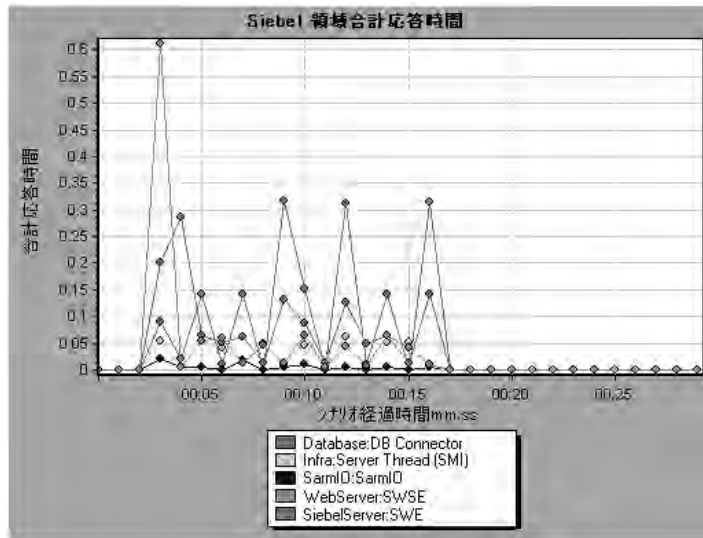 Siebel 領域合計応答時間
合計応答時間
0.6
0.55
0.5
0.45
0.4
0.35
0.3
0.25
0.2
0.15
0.1
0.05
0
00:05 00:10 00:15 00:20 00:25
シナリオ経過時間mm:ss
Database:DB Connector
Infra:Server Thread (SMI)
SarmIO:SarmIO
WebServer:SWSE
SiebelServer:SWE